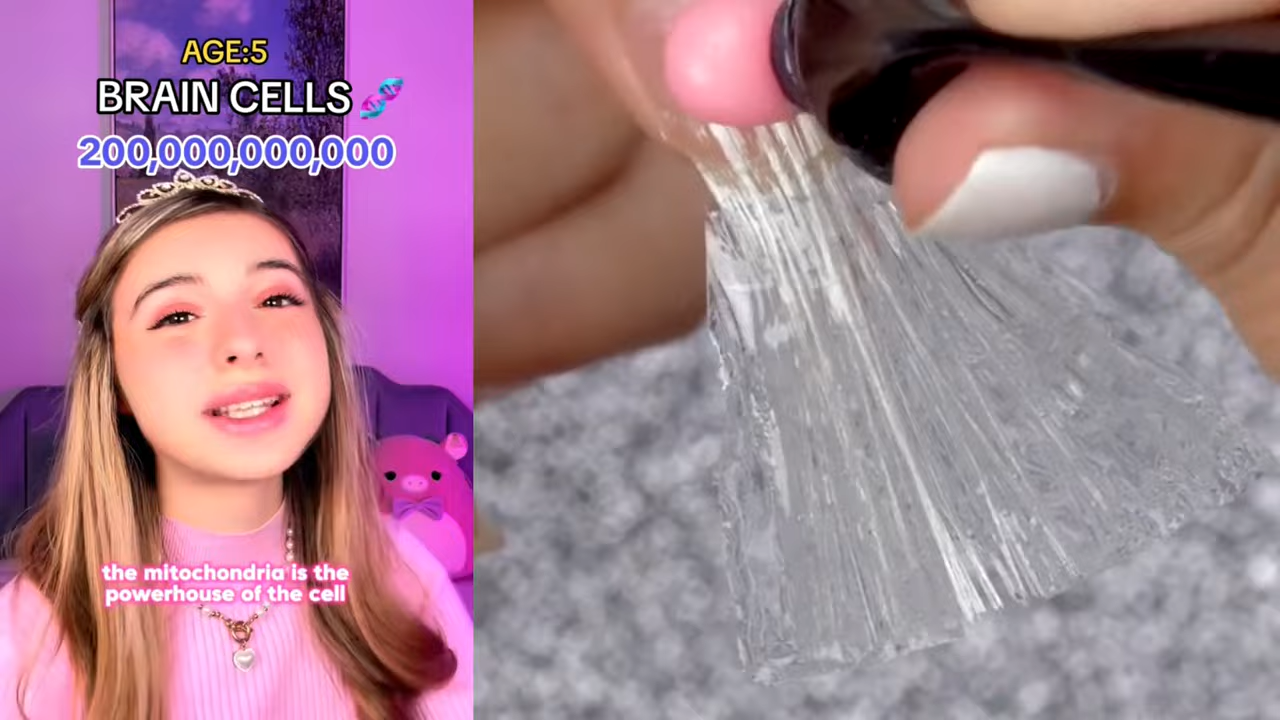 AGE:5
BRAIN CELLS 🧬
200,000,000,000
the mitochondria is the
powerhouse of the cell